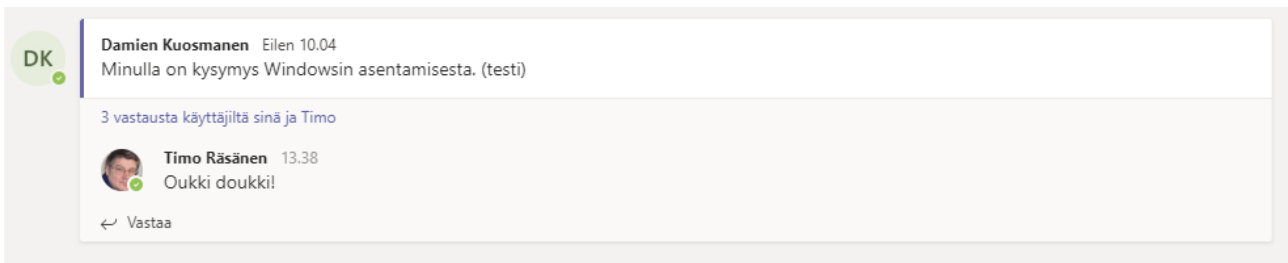 DK
Damien Kuosmanen Eilen 10.04
Minulla on kysymys Windowsin asentamisesta. (testi)
3 vastausta käyttäjiltä sinä ja Timo
Timo Räsänen 13.38
Oukki doukki!
Vastaa